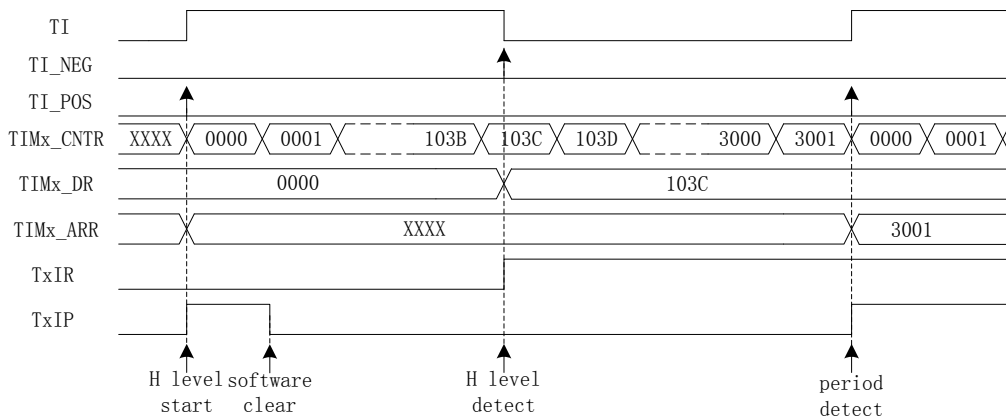 TI
TI_NEG
TI_POS
TIMx_CNTR XXXX 0000 0001 103B 103C 103D 3000 3001 0000 0001
TIMx_DR 0000 103C
TIMx_ARR XXXX 3001
TxIR
TxIP
H level start
software clear
H level detect
period detect